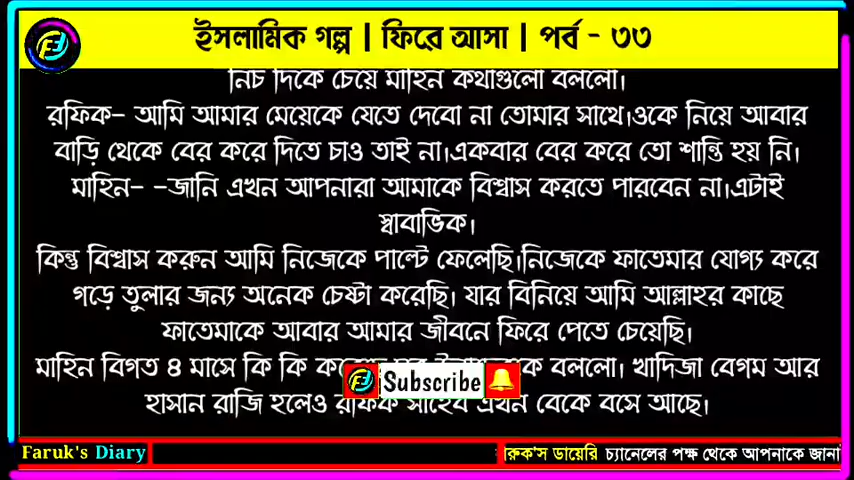 ইসলামিক গল্প | ফিরে আসা | পর্ব - ৩৩
নিচ দিকে চেয়ে মাহিন কথাগুলো বললো।
রফিক- আমি আমার মেয়েকে যেতে দেবো না তোমার সাথে।ওকে নিয়ে আবার
বাড়ি থেকে বের করে দিতে চাও তাই না।একবার বের করে তো শান্তি হয় নি।
মাহিন- -জানি এখন আপনারা আমাকে বিশ্বাস করতে পারবেন না।এটাই
স্বাবাভিক।
কিন্তু বিশ্বাস করুন আমি নিজেকে পাল্টে ফেলেছি।নিজেকে ফাতেমার যোগ্য করে
গড়ে তুলার জন্য অনেক চেষ্টা করেছি। যার বিনিয়ে আমি আল্লাহর কাছে
ফাতেমাকে আবার আমার জীবনে ফিরে পেতে চেয়েছি।
মাহিন বিগত ৪ মাসে কি কি বললো। খাদিজা বেগম আর
হাসান রাজি হলেও রফিক সাহেব এখন বেকে বসে আছে।
Subscribe
Faruk's Diary
ডায়েরি চ্যানেলের পক্ষ থেকে আপনাকে